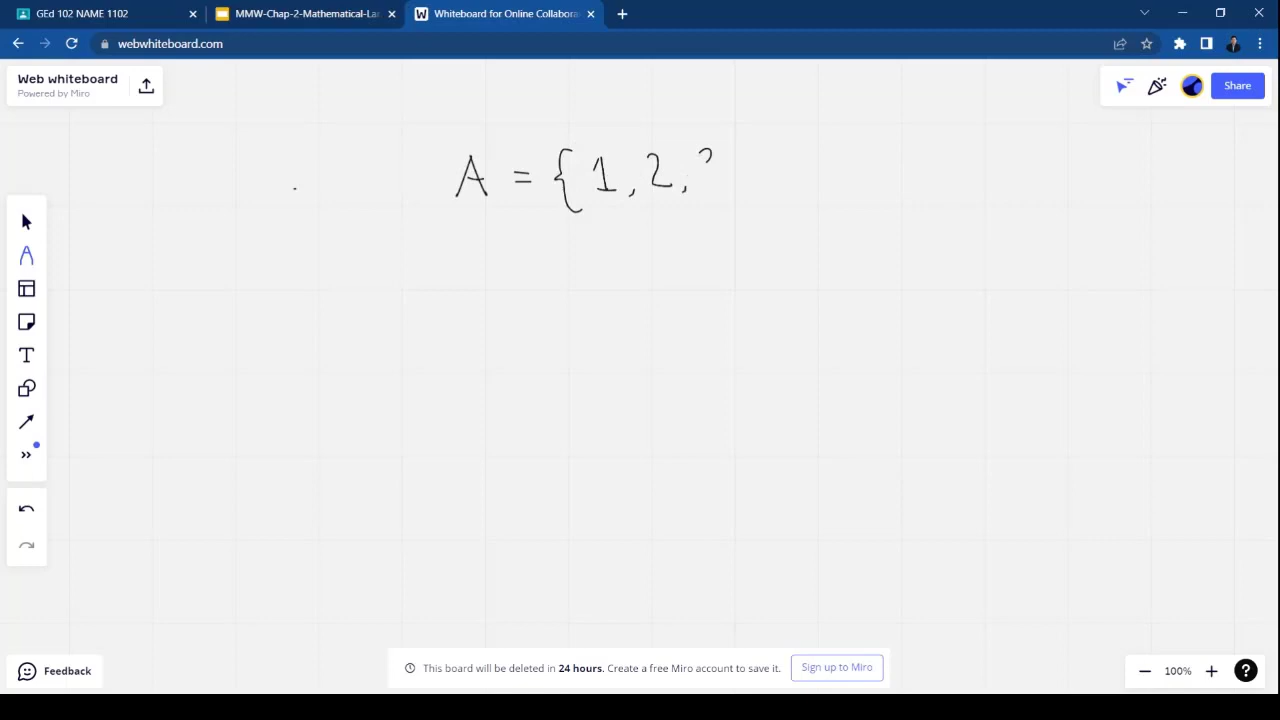 GEd 102 NAME 1102
MMW-Chap-2-Mathematical-La
Whiteboard for Online Collabora
webwhiteboard.com
Web whiteboard
Powered by Miro
Share
A = { 1, 2,
Feedback
This board will be deleted in 24 hours. Create a free Miro account to save it.
Sign up to Miro
100%